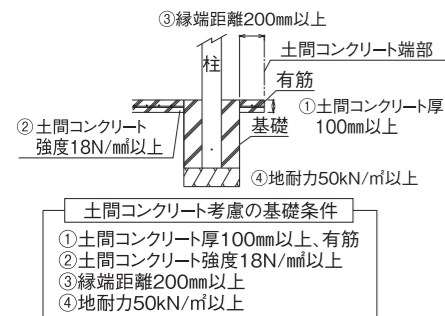 ③縁端距離200㎜以上
土間コンクリート端部
柱
有筋
①土間コンクリート厚
100㎜以上
基礎
②土間コンクリート
強度18N/㎟以上
④地耐力50kN/㎡以上
土間コンクリート考慮の基礎条件
①土間コンクリート厚100㎜以上、有筋
②土間コンクリート強度18N/㎟以上
③縁端距離200㎜以上
④地耐力50kN/㎡以上